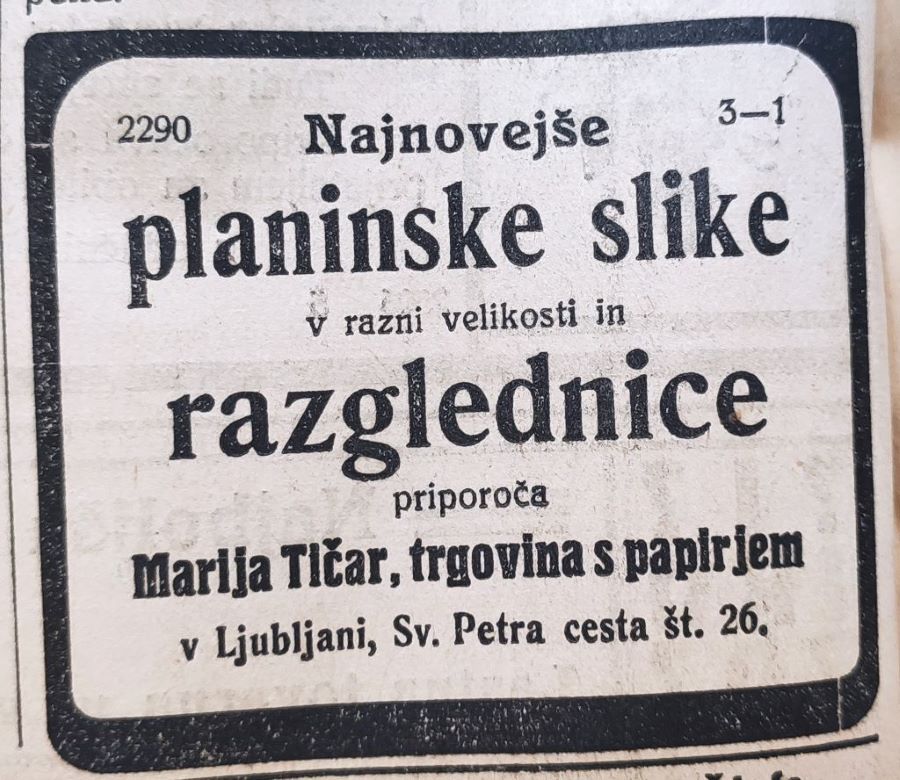 2290 Najnovejše 3—1
planinske slike
v razni velikosti in
razglednice
priporoča
Marija Tičar, trgovina s papirjem
v Ljubljani, Sv. Petra cesta št. 26.